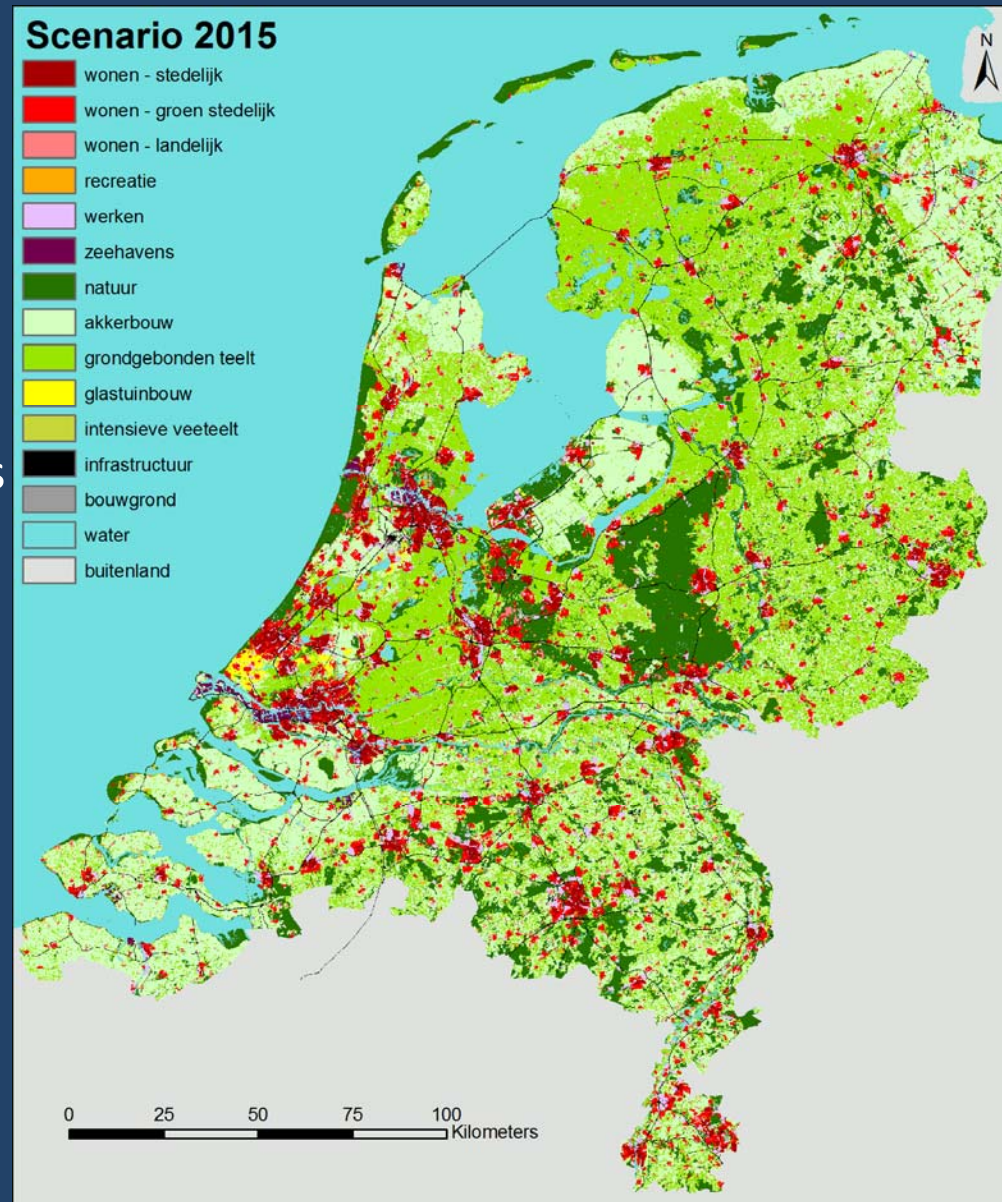 Scenario 2015
N
wonen - stedelijk
wonen - groen stedelijk
wonen - landelijk
recreatie
werken
zeehavens
natuur
akkerbouw
grondgebonden teelt
glastuinbouw
intensieve veeteelt
s
infrastructuur
bouwgrond
water
buitenland
0 25 50 75 100
Kilometers